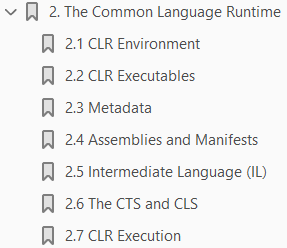 2. The Common Language Runtime
2.1 CLR Environment
2.2 CLR Executables
2.3 Metadata
2.4 Assemblies and Manifests
2.5 Intermediate Language (IL)
2.6 The CTS and CLS
2.7 CLR Execution